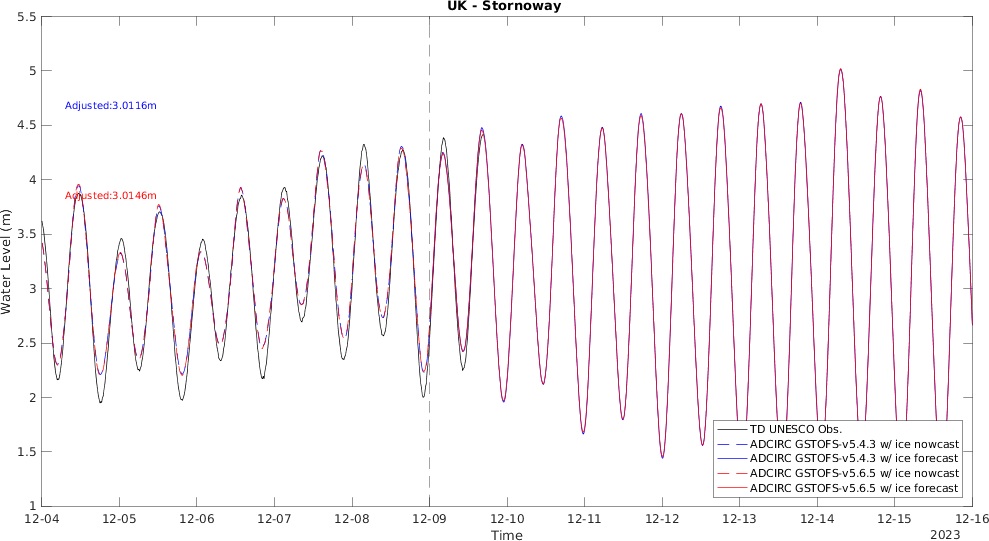 UK - Stornoway
5.5
5
4.5
4
3.5
3
2.5
2
1.5
1
Water Level (m)
Adjusted:3.0116m
Adjusted:3.0146m
TD UNESCO Obs.
ADCIRC GSTOFS-v5.4.3 w/ ice nowcast
ADCIRC GSTOFS-v5.4.3 w/ ice forecast
ADCIRC GSTOFS-v5.6.5 w/ ice nowcast
ADCIRC GSTOFS-v5.6.5 w/ ice forecast
12-04 12-05 12-06 12-07 12-08 12-09 12-10 12-11 12-12 12-13 12-14 12-15 12-16
Time
2023